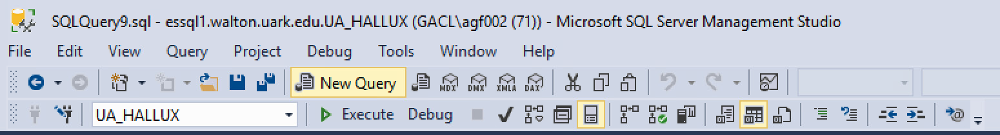 SQLQuery9.sql - essql1.walton.uark.edu.UA_HALLUX (GACL\agf002 (71)) - Microsoft SQL Server Management Studio
File Edit View Query Project Debug Tools Window Help
New Query MDX DMX XMLA DAX
UA_HALLUX Execute Debug